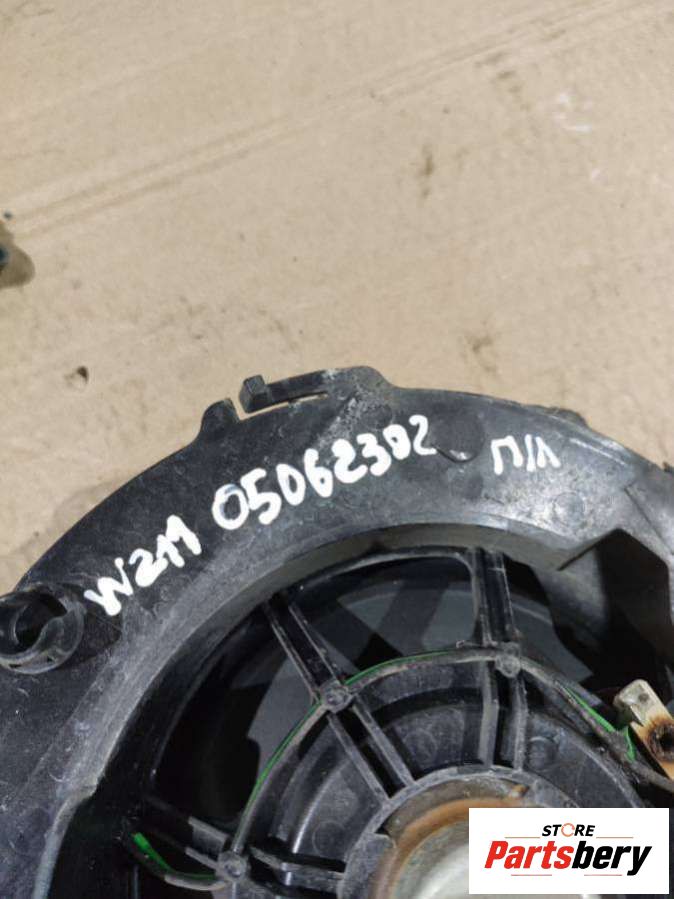 W211 05062302 П/Л
STORE
Partsbery